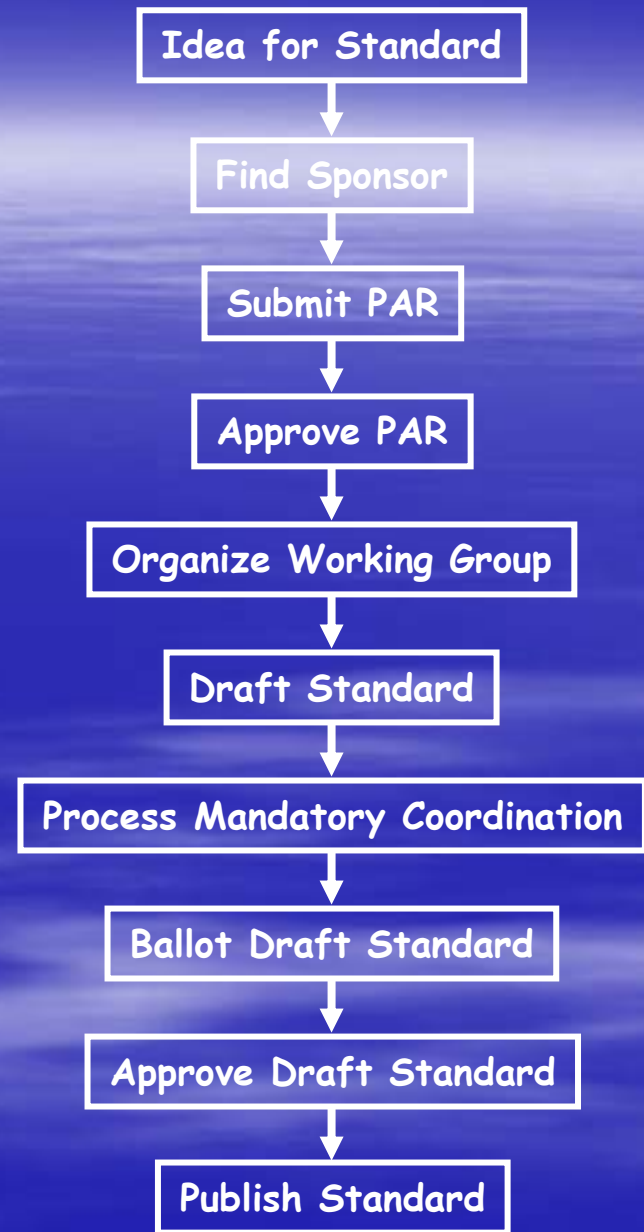 Idea for Standard
Find Sponsor
Submit PAR
Approve PAR
Organize Working Group
Draft Standard
Process Mandatory Coordination
Ballot Draft Standard
Approve Draft Standard
Publish Standard